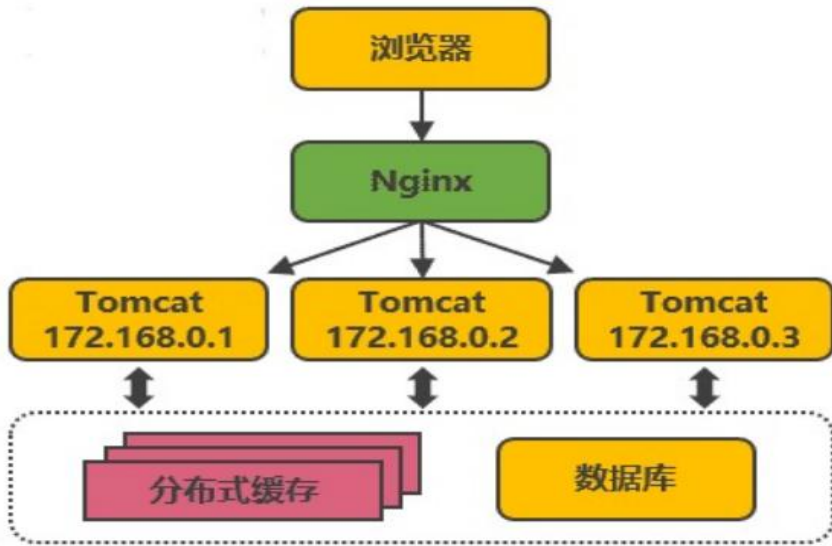 浏览器
Nginx
Tomcat
172.168.0.1
Tomcat
172.168.0.2
Tomcat
172.168.0.3
分布式缓存
数据库